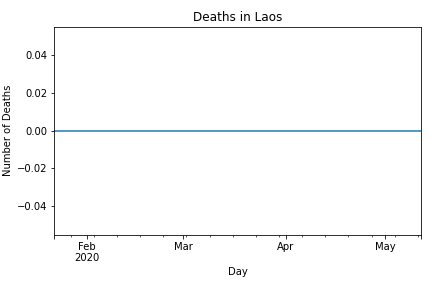 Deaths in Laos
0.04
0.02
0.00
−0.02
−0.04
Number of Deaths
Feb
2020
Mar
Apr
May
Day